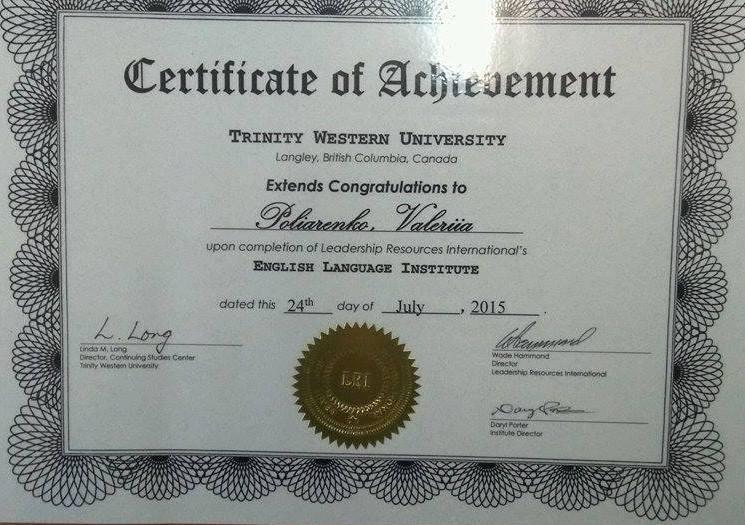 Certificate of Achievement
TRINITY WESTERN UNIVERSITY
Langley, British Columbia, Canada
Extends Congratulations to
Poliarenko, Valeriia
upon completion of Leadership Resources International's
ENGLISH LANGUAGE INSTITUTE
dated this 24th day of July, 2015.
L. Long
Linda M. Long
Director, Continuing Studies Center
Trinity Western University
LRI
Wade Hammond
Director
Leadership Resources International
Daryl Porter
Institute Director